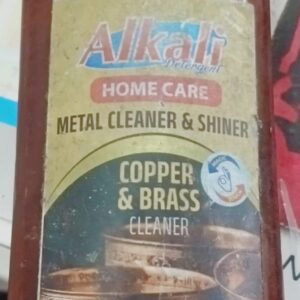 Alkali
Detergent
HOME CARE
METAL CLEANER & SHINER
COPPER
& BRASS
CLEANER